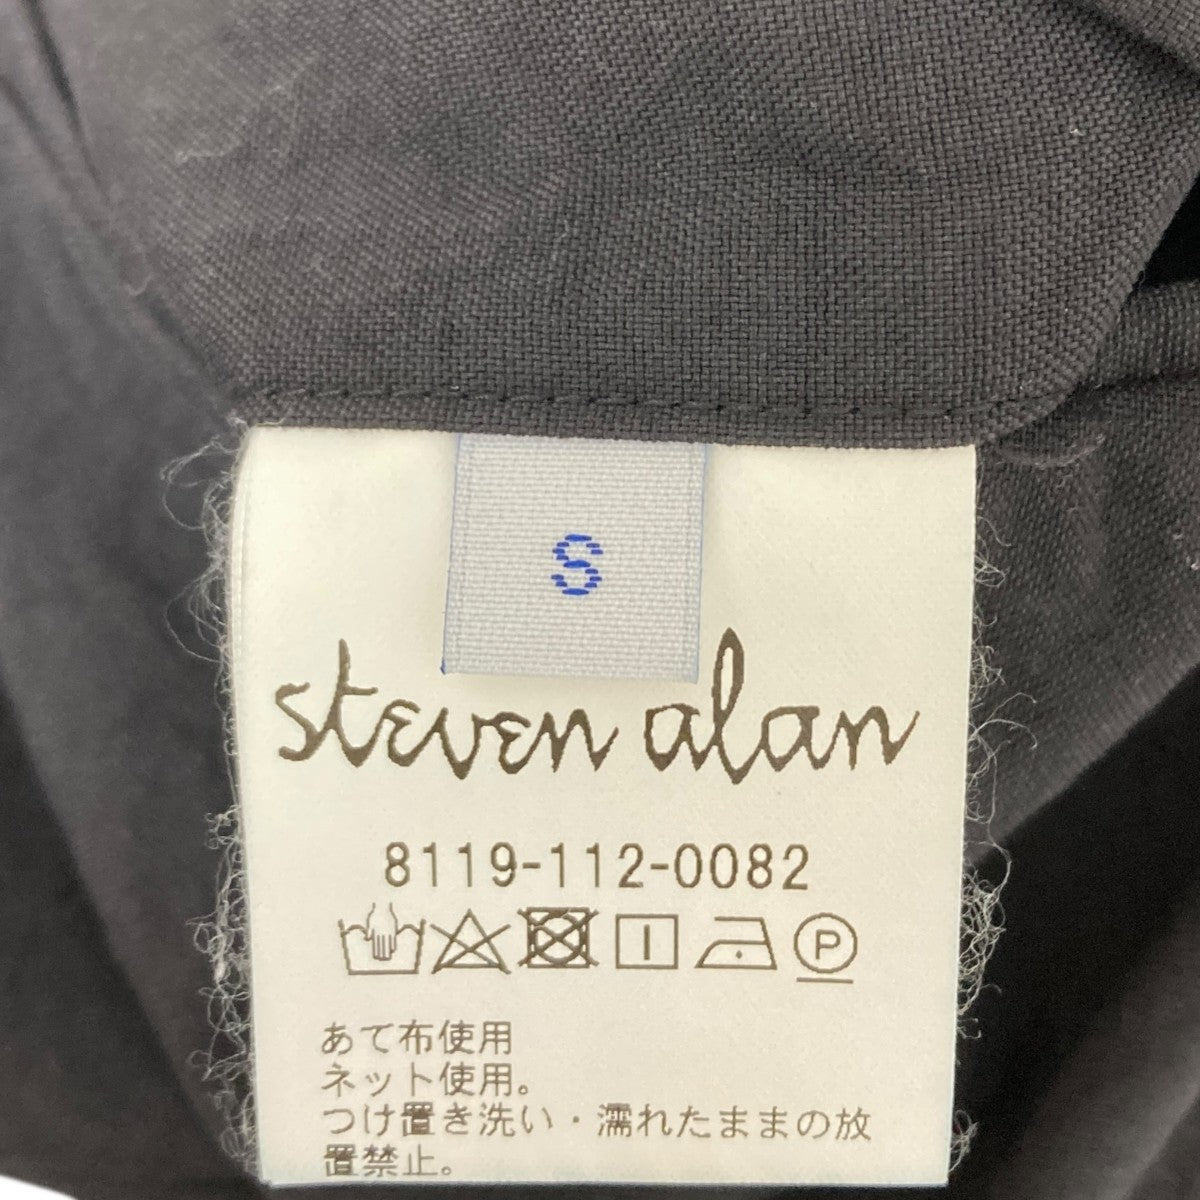 S
steven alan
8119-112-0082
P
あて布使用
ネット使用。
つけ置き洗い・濡れたままの放
置禁止。